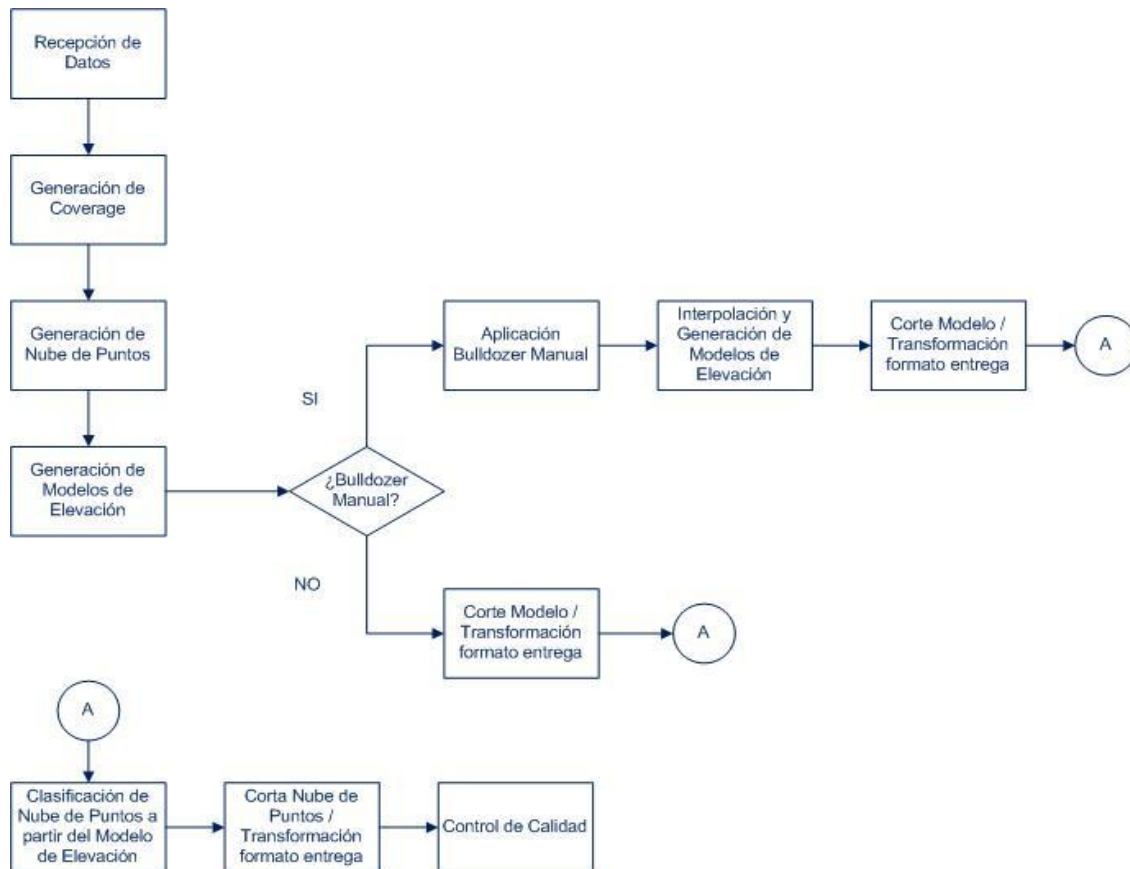 Recepción de
Datos
Generación de
Coverage
Generación de
Nube de Puntos
Generación de
Modelos de
Elevación
¿Bulldozer
Manual?
SI
Aplicación
Bulldozer Manual
Interpolación y
Generación de
Modelos de
Elevación
Corte Modelo /
Transformación
formato entrega
A
NO
Corte Modelo /
Transformación
formato entrega
A
A
Clasificación de
Nube de Puntos a
partir del Modelo
de Elevación
Corta Nube de
Puntos /
Transformación
formato entrega
Control de Calidad